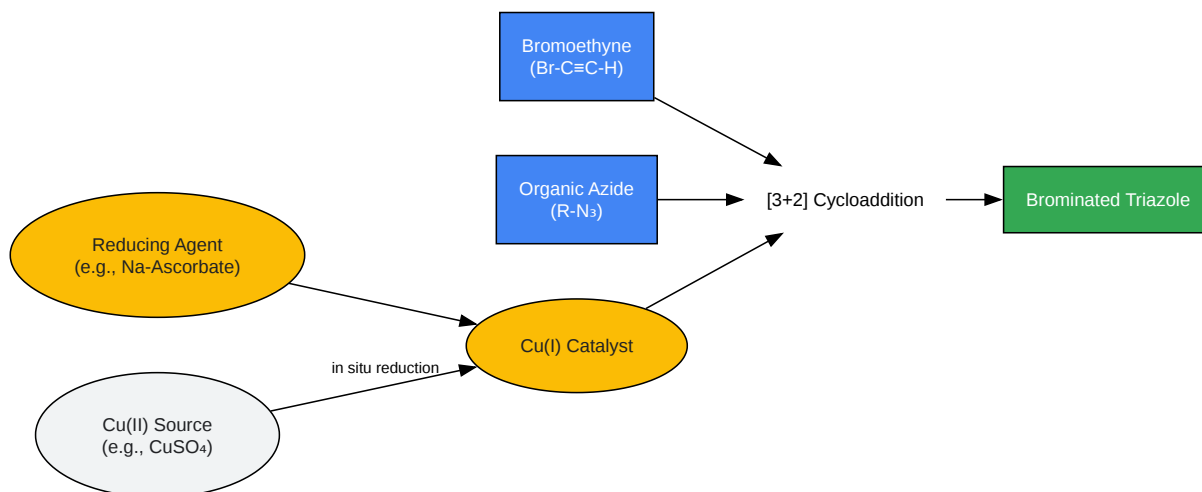 Bromoethyne
(Br-C≡C-H)
Organic Azide
(R-N₃)
[3+2] Cycloaddition
Brominated Triazole
Reducing Agent
(e.g., Na-Ascorbate)
Cu(I) Catalyst
in situ reduction
Cu(II) Source
(e.g., CuSO₄)